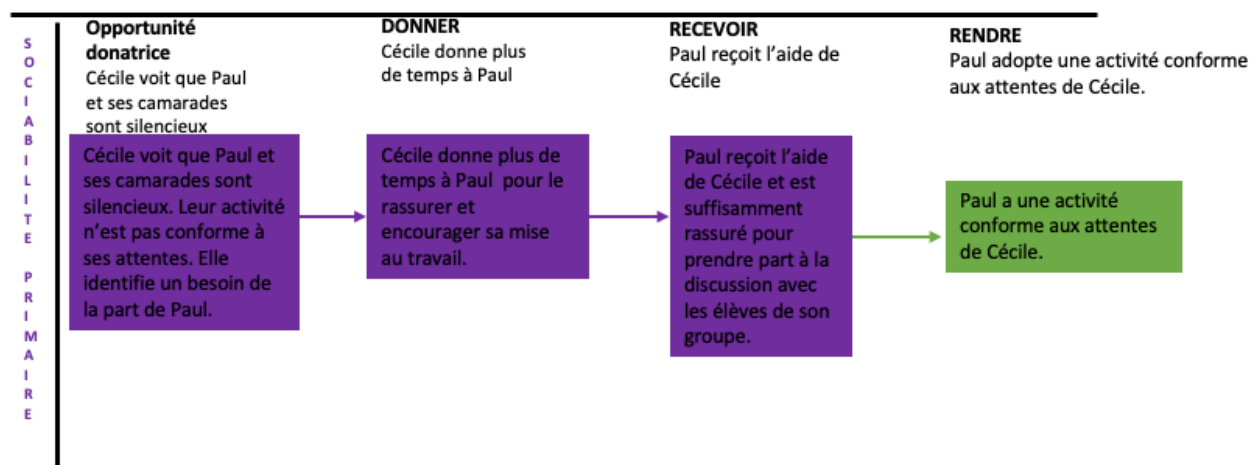 SOCIABILITE PRIMAIRE
Opportunité
donatrice
Cécile voit que Paul
et ses camarades
sont silencieux
DONNER
Cécile donne plus
de temps à Paul
RECEVOIR
Paul reçoit l’aide de
Cécile
RENDRE
Paul adopte une activité conforme
aux attentes de Cécile.
Cécile voit que Paul et
ses camarades sont
silencieux. Leur activité
n’est pas conforme à
ses attentes. Elle
identifie un besoin de
la part de Paul.
Cécile donne plus de
temps à Paul  pour le
rassurer et
encourager sa mise
au travail.
Paul reçoit l’aide
de Cécile et est
suffisamment
rassuré pour
prendre part à la
discussion avec
les élèves de son
groupe.
Paul a une activité
conforme aux attentes
de Cécile.